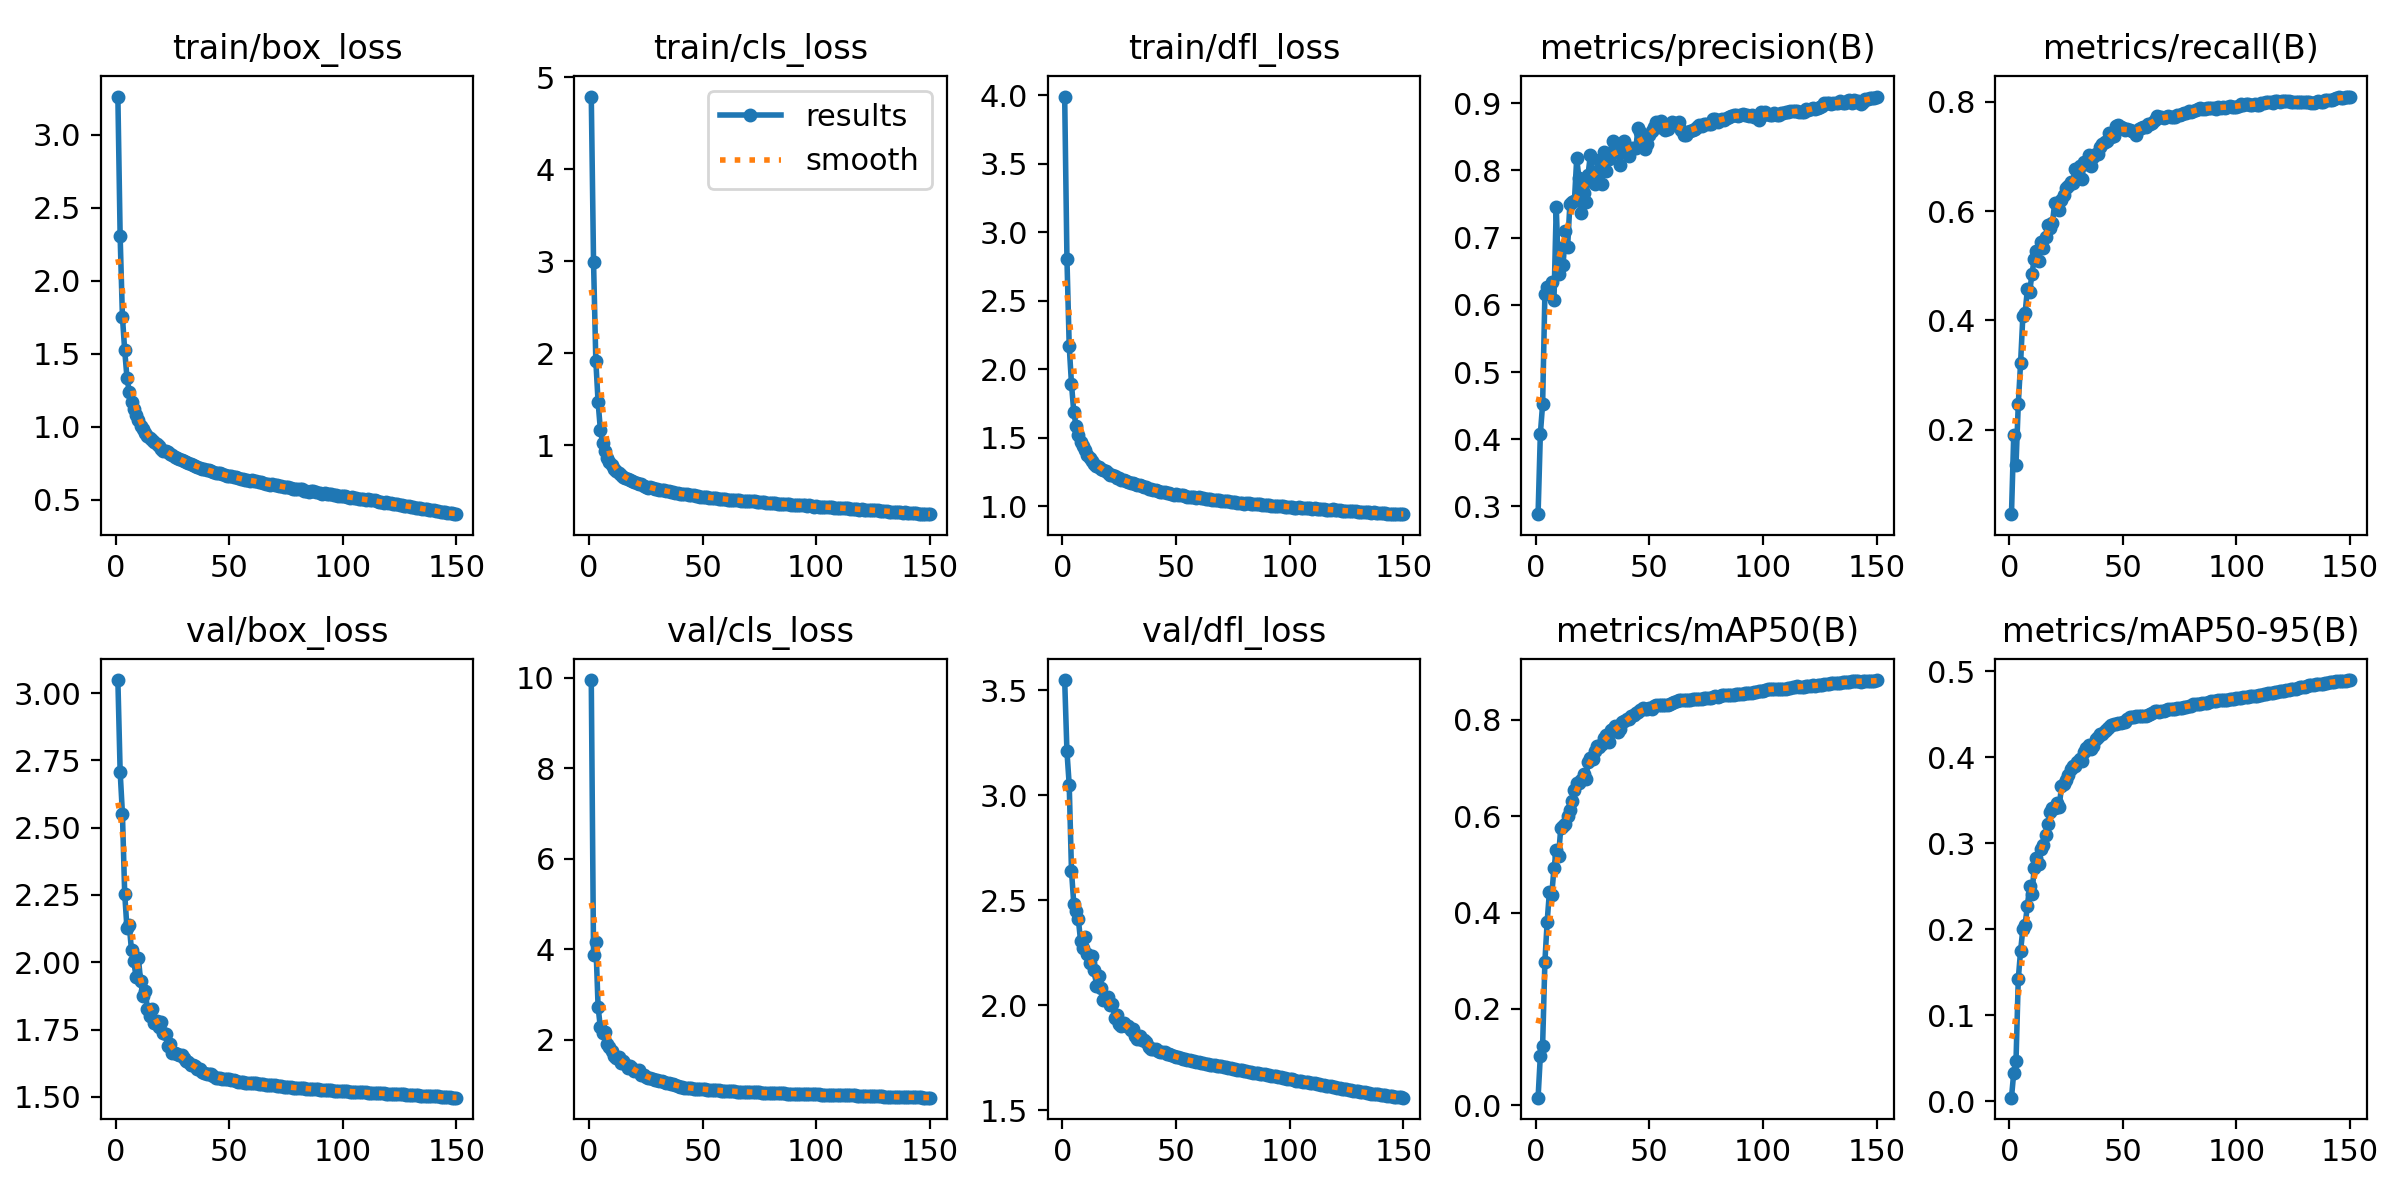 train/box_loss
train/cls_loss
train/dfl_loss
metrics/precision(B)
metrics/recall(B)
3.0
2.5
2.0
1.5
1.0
0.5
0 50 100 150
5
4
3
2
1
0 50 100 150
results
smooth
4.0
3.5
3.0
2.5
2.0
1.5
1.0
0 50 100 150
0.9
0.8
0.7
0.6
0.5
0.4
0.3
0 50 100 150
0.8
0.6
0.4
0.2
0 50 100 150
val/box_loss
val/cls_loss
val/dfl_loss
metrics/mAP50(B)
metrics/mAP50-95(B)
3.00
2.75
2.50
2.25
2.00
1.75
1.50
0 50 100 150
10
8
6
4
2
0 50 100 150
3.5
3.0
2.5
2.0
1.5
0 50 100 150
0.8
0.6
0.4
0.2
0.0
0 50 100 150
0.5
0.4
0.3
0.2
0.1
0.0
0 50 100 150